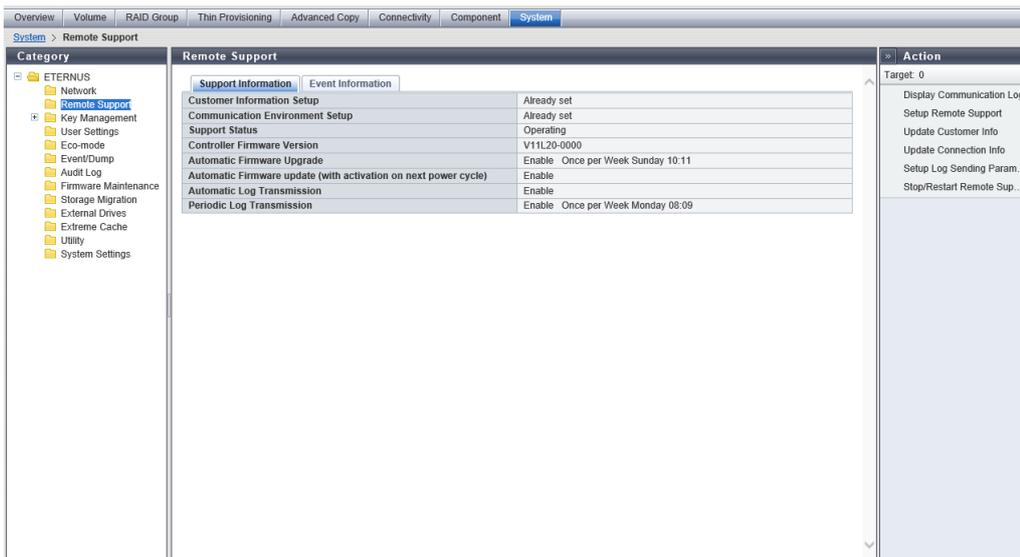 Overview Volume RAID Group Thin Provisioning Advanced Copy Connectivity Component System
System > Remote Support
Category
ETERNUS
Network
Remote Support
Key Management
User Settings
Eco-mode
Event/Dump
Audit Log
Firmware Maintenance
Storage Migration
External Drives
Extreme Cache
Utility
System Settings
Remote Support
Support Information Event Information
Customer Information Setup Already set
Communication Environment Setup Already set
Support Status Operating
Controller Firmware Version V11L20-0000
Automatic Firmware Upgrade Enable Once per Week Sunday 10:11
Automatic Firmware update (with activation on next power cycle) Enable
Automatic Log Transmission Enable
Periodic Log Transmission Enable Once per Week Monday 08:09
» Action
Target: 0
Display Communication Log
Setup Remote Support
Update Customer Info
Update Connection Info
Setup Log Sending Param.
Stop/Restart Remote Sup...